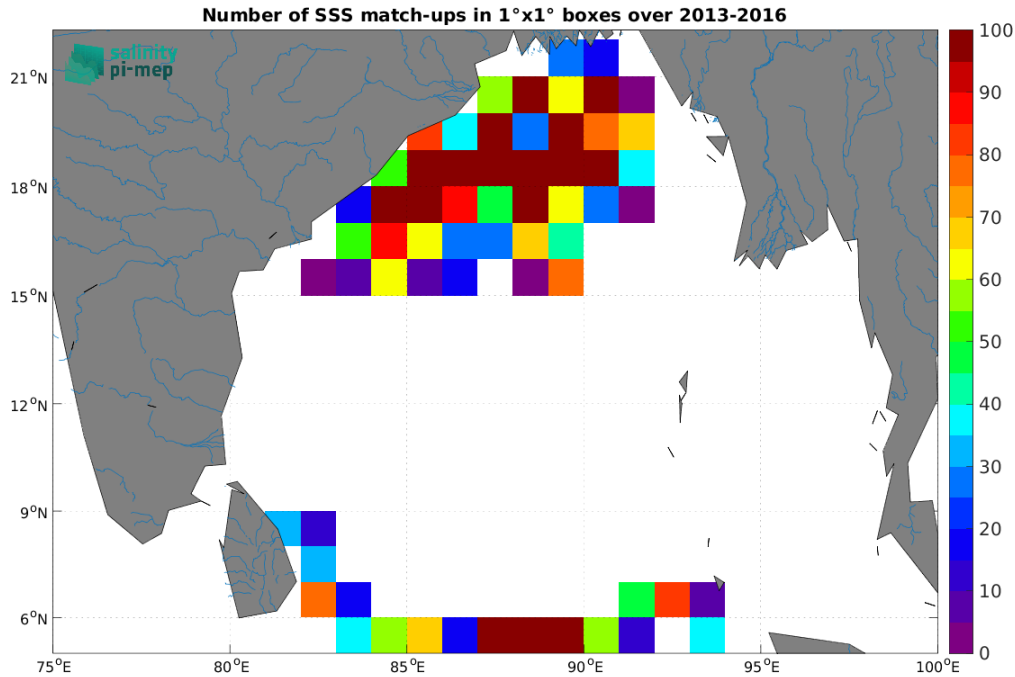 Number of SSS match-ups in 1°x1° boxes over 2013-2016
salinity
pi-mep
21°N
18°N
15°N
12°N
9°N
6°N
75°E
80°E
85°E
90°E
95°E
100°E
100
90
80
70
60
50
40
30
20
10
0